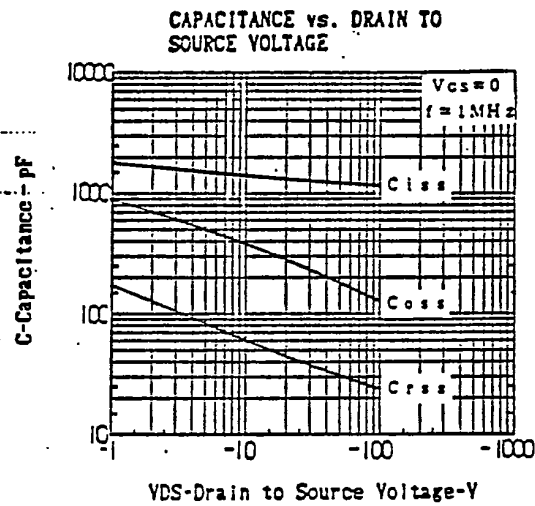 CAPACITANCE vs. DRAIN TO
SOURCE VOLTAGE
10000
VGS=0
f=1MHz
C-Capacitance-pF
1000
Ciss
Coss
100
Crss
10
-1
-10
-100
-1000
VDS-Drain to Source Voltage-V